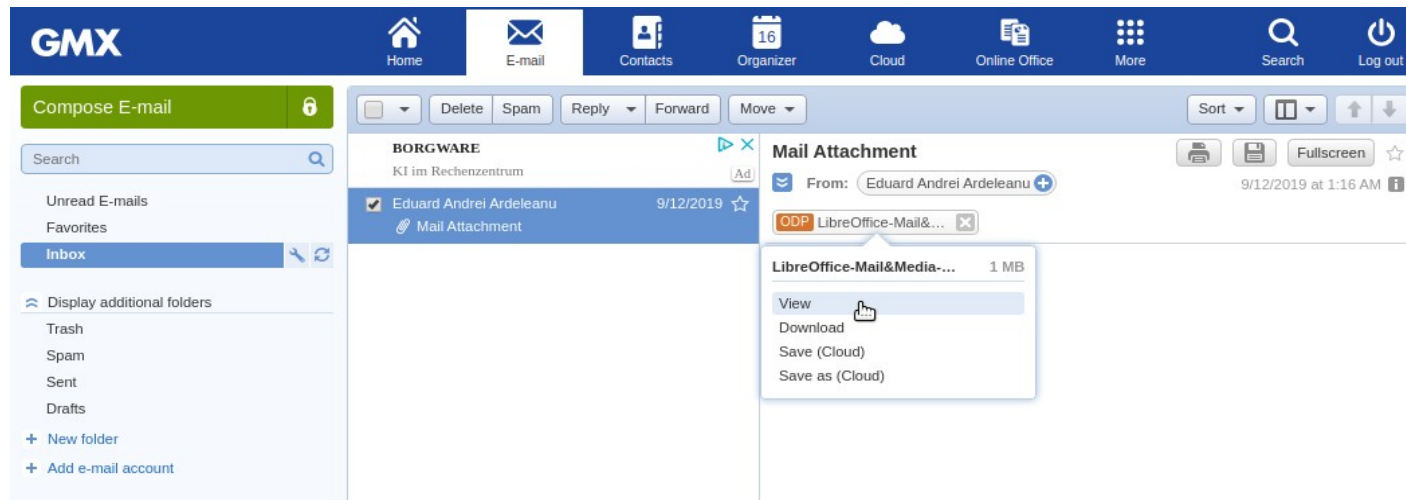 GMX
Home
E-mail
Contacts
16
Organizer
Cloud
Online Office
More
Search
Log out
Compose E-mail
Delete
Spam
Reply
Forward
Move
Sort
Search
Unread E-mails
Favorites
Inbox
Display additional folders
Trash
Spam
Sent
Drafts
+ New folder
+ Add e-mail account
BORGWARE
KI im Rechenzentrum
Ad
Eduard Andrei Ardeleanu 9/12/2019
Mail Attachment
Mail Attachment
Fullscreen
From: Eduard Andrei Ardeleanu
9/12/2019 at 1:16 AM
ODP LibreOffice-Mail&...
LibreOffice-Mail&Media-... 1 MB
View
Download
Save (Cloud)
Save as (Cloud)